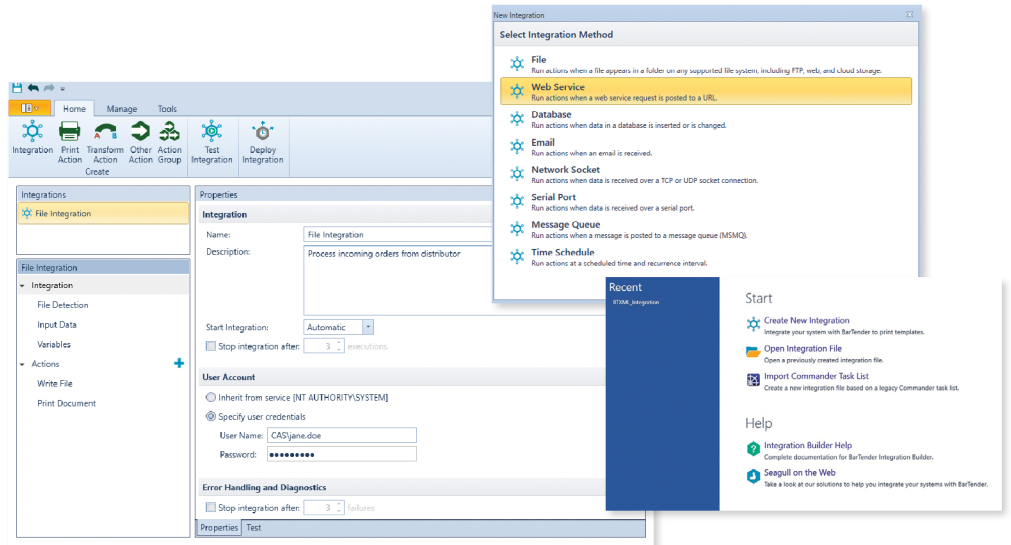 New Integration
Select Integration Method
File
Run actions when a file appears in a folder on any supported file system, including FTP, web, and cloud storage.
Web Service
Run actions when a web service request is posted to a URL.
Database
Run actions when data in a database is inserted or is changed.
Email
Run actions when an email is received.
Network Socket
Run actions when data is received over a TCP or UDP socket connection.
Serial Port
Run actions when data is received over a serial port.
Message Queue
Run actions when a message is posted to a message queue (MSMQ).
Time Schedule
Run actions at a scheduled time and recurrence interval.
Home Manage Tools
Integration
Print Action
Transform Action
Other Action
Action Group
Test Integration
Deploy Integration
Create
Integrations
File Integration
File Integration
Integration
File Detection
Input Data
Variables
Actions
Write File
Print Document
Properties
Integration
Name: File Integration
Description: Process incoming orders from distributor
Start Integration: Automatic
Stop integration after: 3 executions
User Account
Inherit from service [NT AUTHORITY\SYSTEM]
Specify user credentials
User Name: CAS\jane.doe
Password: •••••••••
Error Handling and Diagnostics
Stop integration after: 3 failures
Properties Test
Recent
BTXML_Integration
Start
Create New Integration
Integrate your system with BarTender to print templates.
Open Integration File
Open a previously created integration file.
Import Commander Task List
Create a new integration file based on a legacy Commander task list.
Help
Integration Builder Help
Complete documentation for BarTender Integration Builder.
Seagull on the Web
Take a look at our solutions to help you integrate your systems with BarTender.